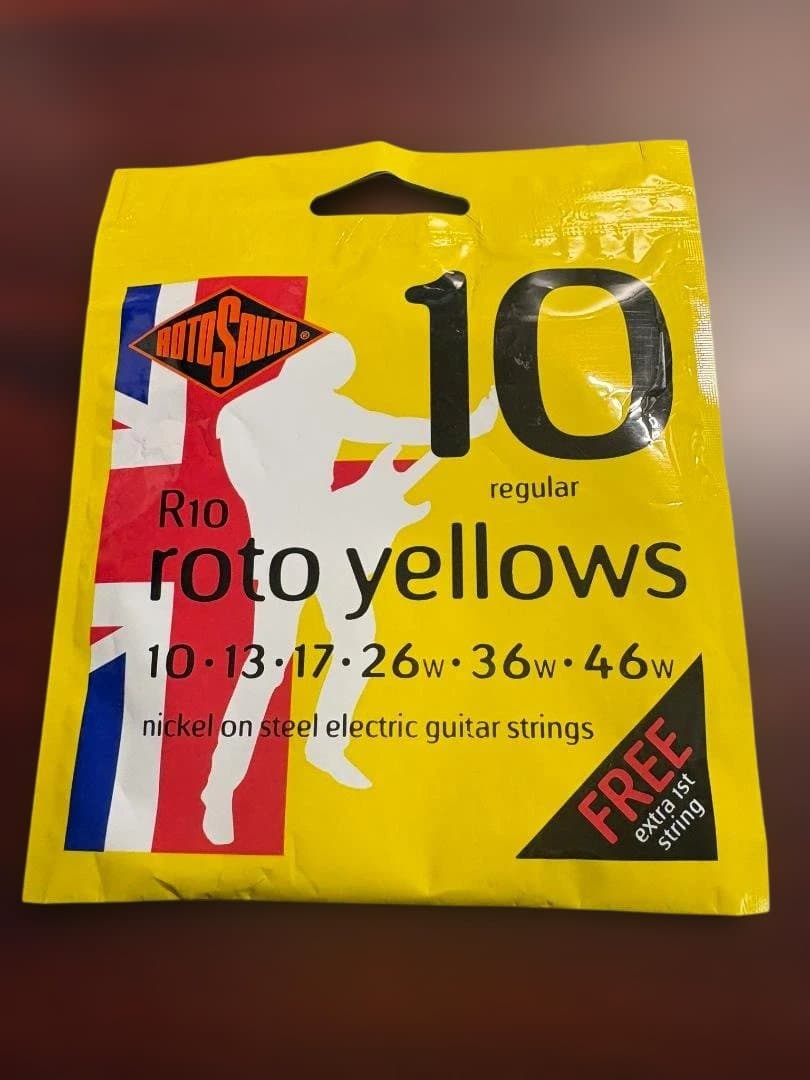 ROTOSOUND®
10
regular
R10
roto yellows
10·13·17·26w·36w·46w
nickel on steel electric guitar strings
FREE
extra 1st
string